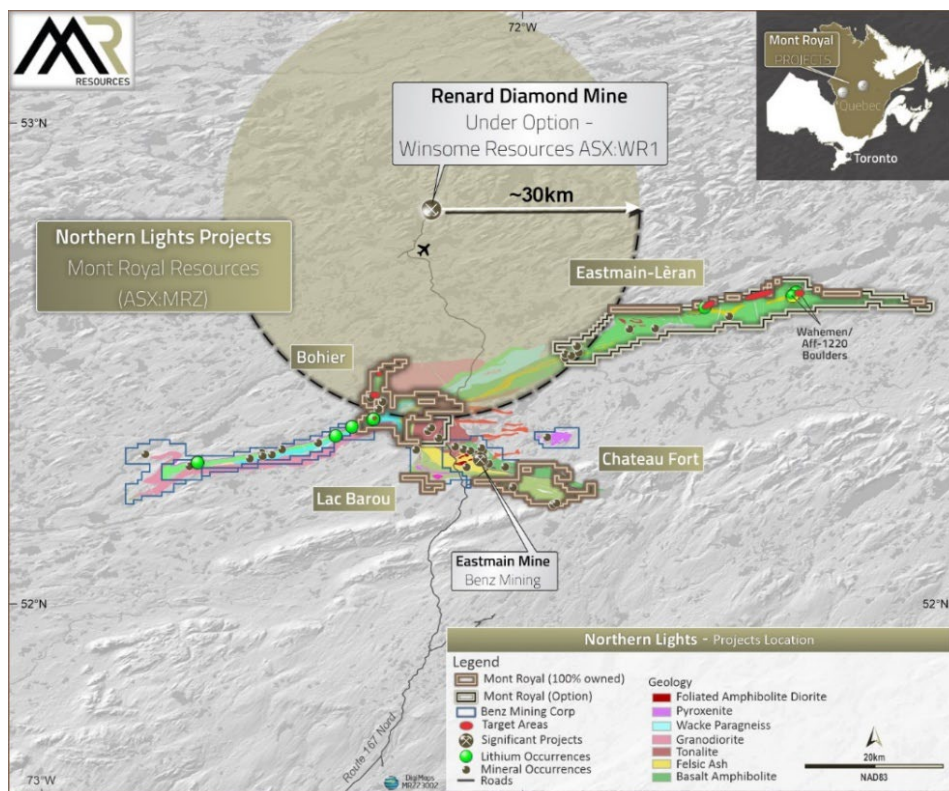 MR
RESOURCES
72°W
Mont Royal
PROJECTS
Quebec
Toronto
53°N
Renard Diamond Mine
Under Option -
Winsome Resources ASX:WR1
~30km
Northern Lights Projects
Mont Royal Resources
(ASX:MRZ)
Eastmain-Lèran
Wahemen/
Aff-1220
Boulders
Bohier
Chateau Fort
Lac Barou
Eastmain Mine
Benz Mining
52°N
52°N
Northern Lights - Projects Location
Legend
Mont Royal (100% owned)
Mont Royal (Option)
Benz Mining Corp
Target Areas
Significant Projects
Lithium Occurrences
Mineral Occurrences
Roads
Geology
Foliated Amphibolite Diorite
Pyroxenite
Wacke Paragneiss
Granodiorite
Tonalite
Felsic Ash
Basalt Amphibolite
20km
NAD83
Route 167 Nord
73°W
DigiMaps
MRZ23002